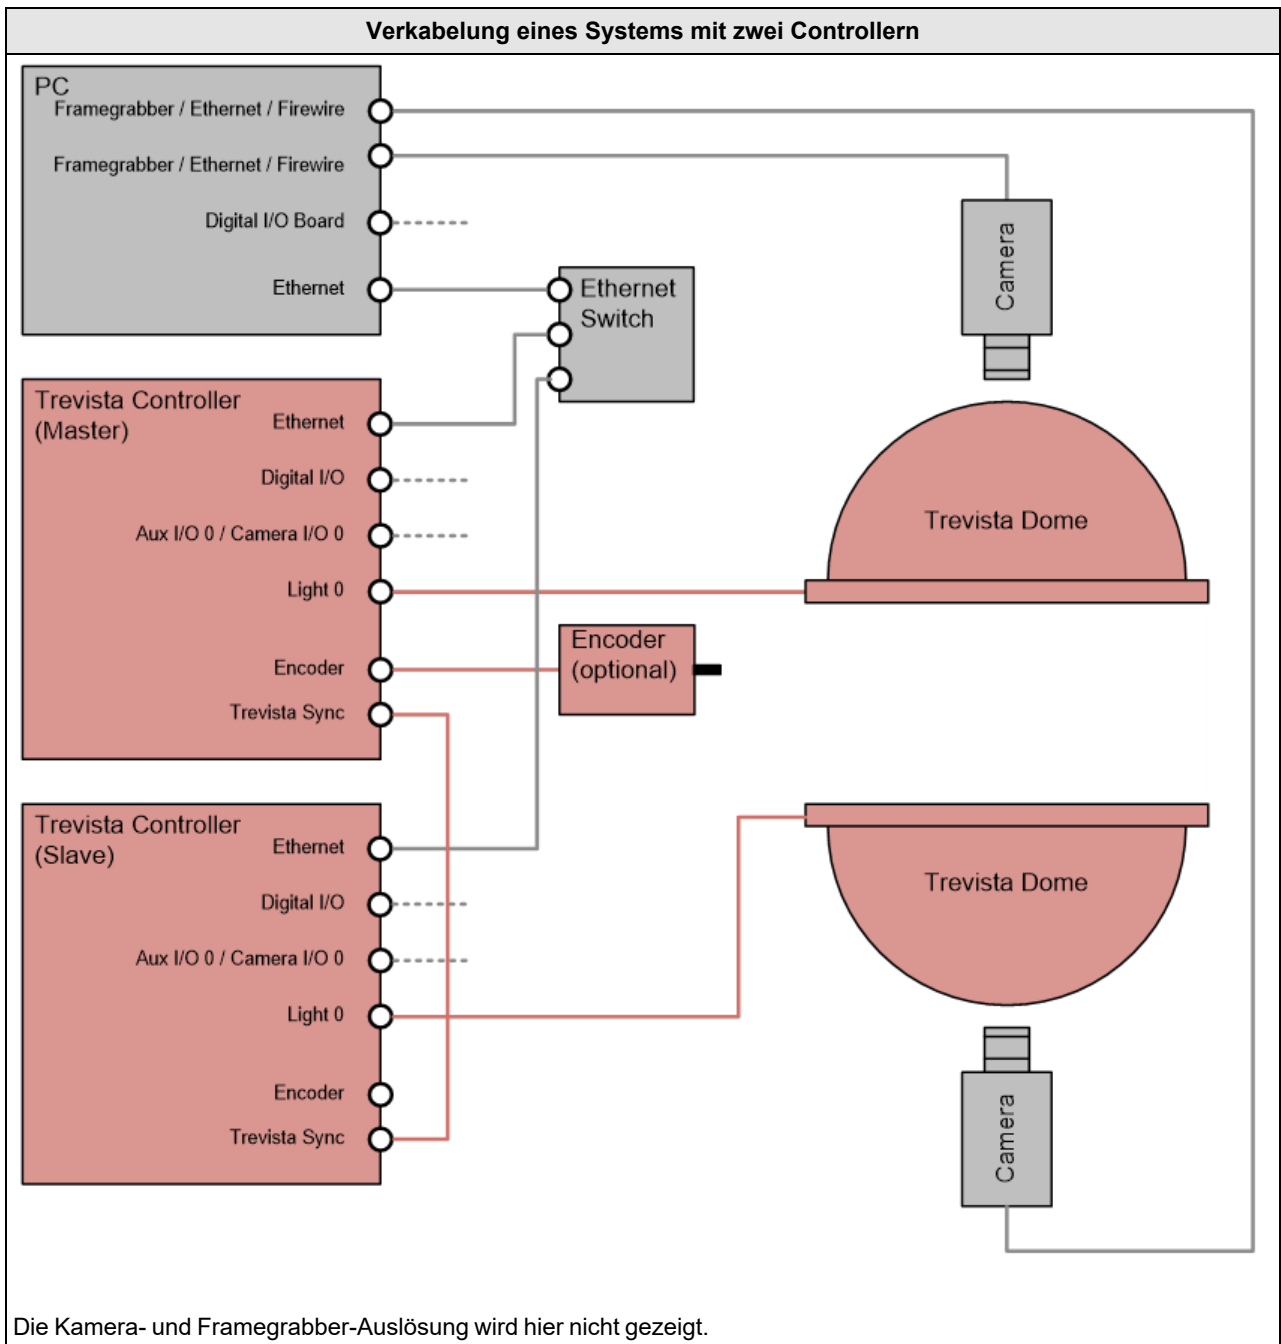 Verkabelung eines Systems mit zwei Controllern
PC
Framegrabber / Ethernet / Firewire
Framegrabber / Ethernet / Firewire
Digital I/O Board
Ethernet
Ethernet
Switch
Camera
Trevista Controller
(Master)
Ethernet
Digital I/O
Aux I/O 0 / Camera I/O 0
Light 0
Encoder
Trevista Sync
Trevista Dome
Encoder
(optional)
Trevista Controller
(Slave)
Ethernet
Digital I/O
Aux I/O 0 / Camera I/O 0
Light 0
Encoder
Trevista Sync
Trevista Dome
Camera
Die Kamera- und Framegrabber-Auslösung wird hier nicht gezeigt.